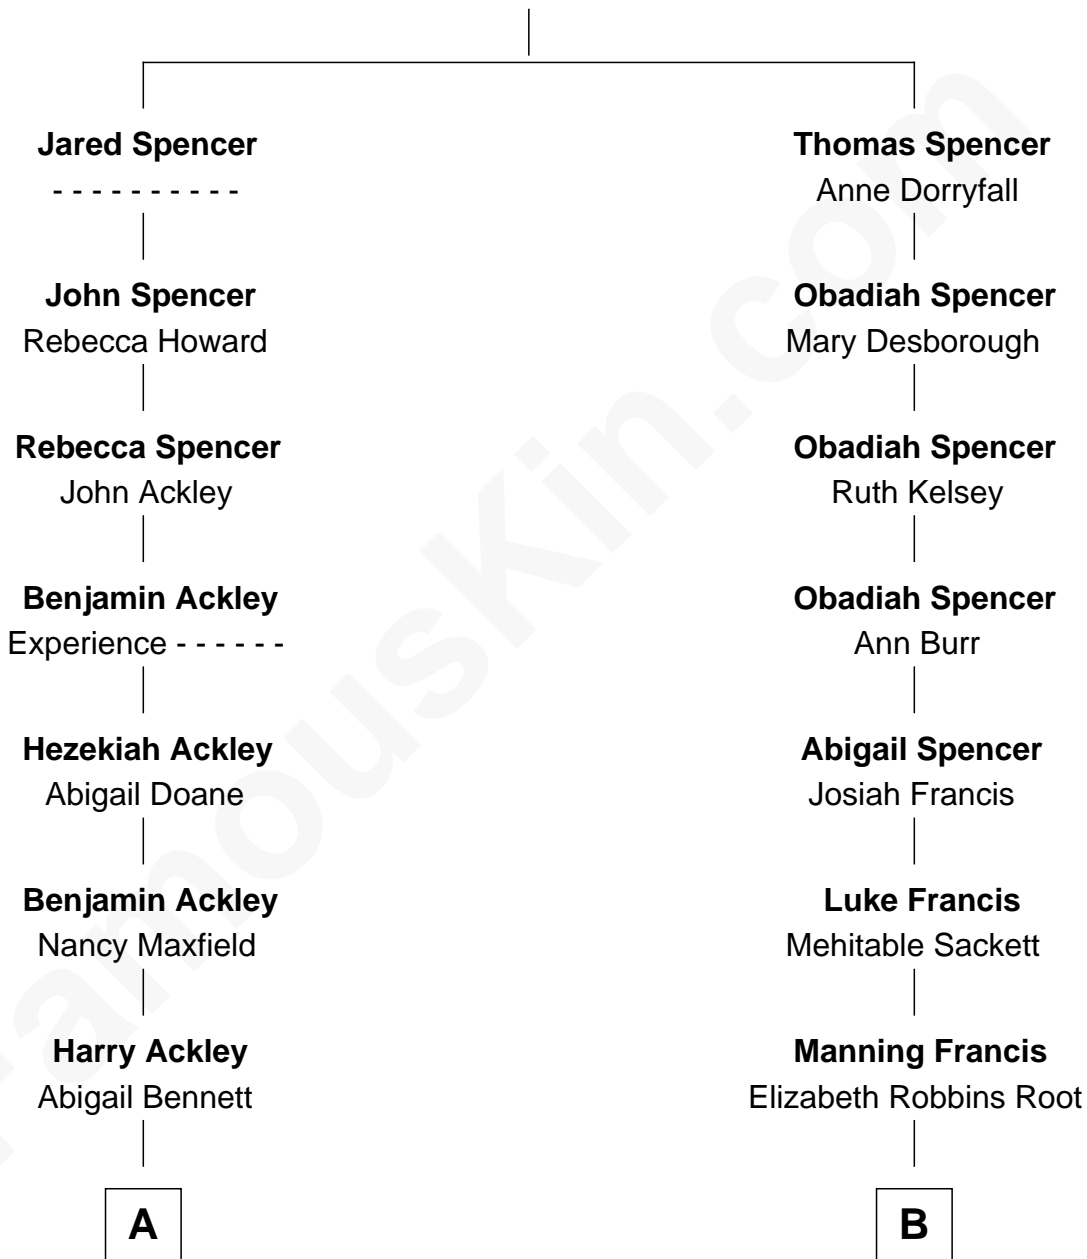 Jared Spencer
- - - - - - - - - -
John Spencer
Rebecca Howard
Rebecca Spencer
John Ackley
Benjamin Ackley
Experience - - - - - -
Hezekiah Ackley
Abigail Doane
Benjamin Ackley
Nancy Maxfield
Harry Ackley
Abigail Bennett
A
Thomas Spencer
Anne Dorryfall
Obadiah Spencer
Mary Desborough
Obadiah Spencer
Ruth Kelsey
Obadiah Spencer
Ann Burr
Abigail Spencer
Josiah Francis
Luke Francis
Mehitable Sackett
Manning Francis
Elizabeth Robbins Root
B
FamousKin.com